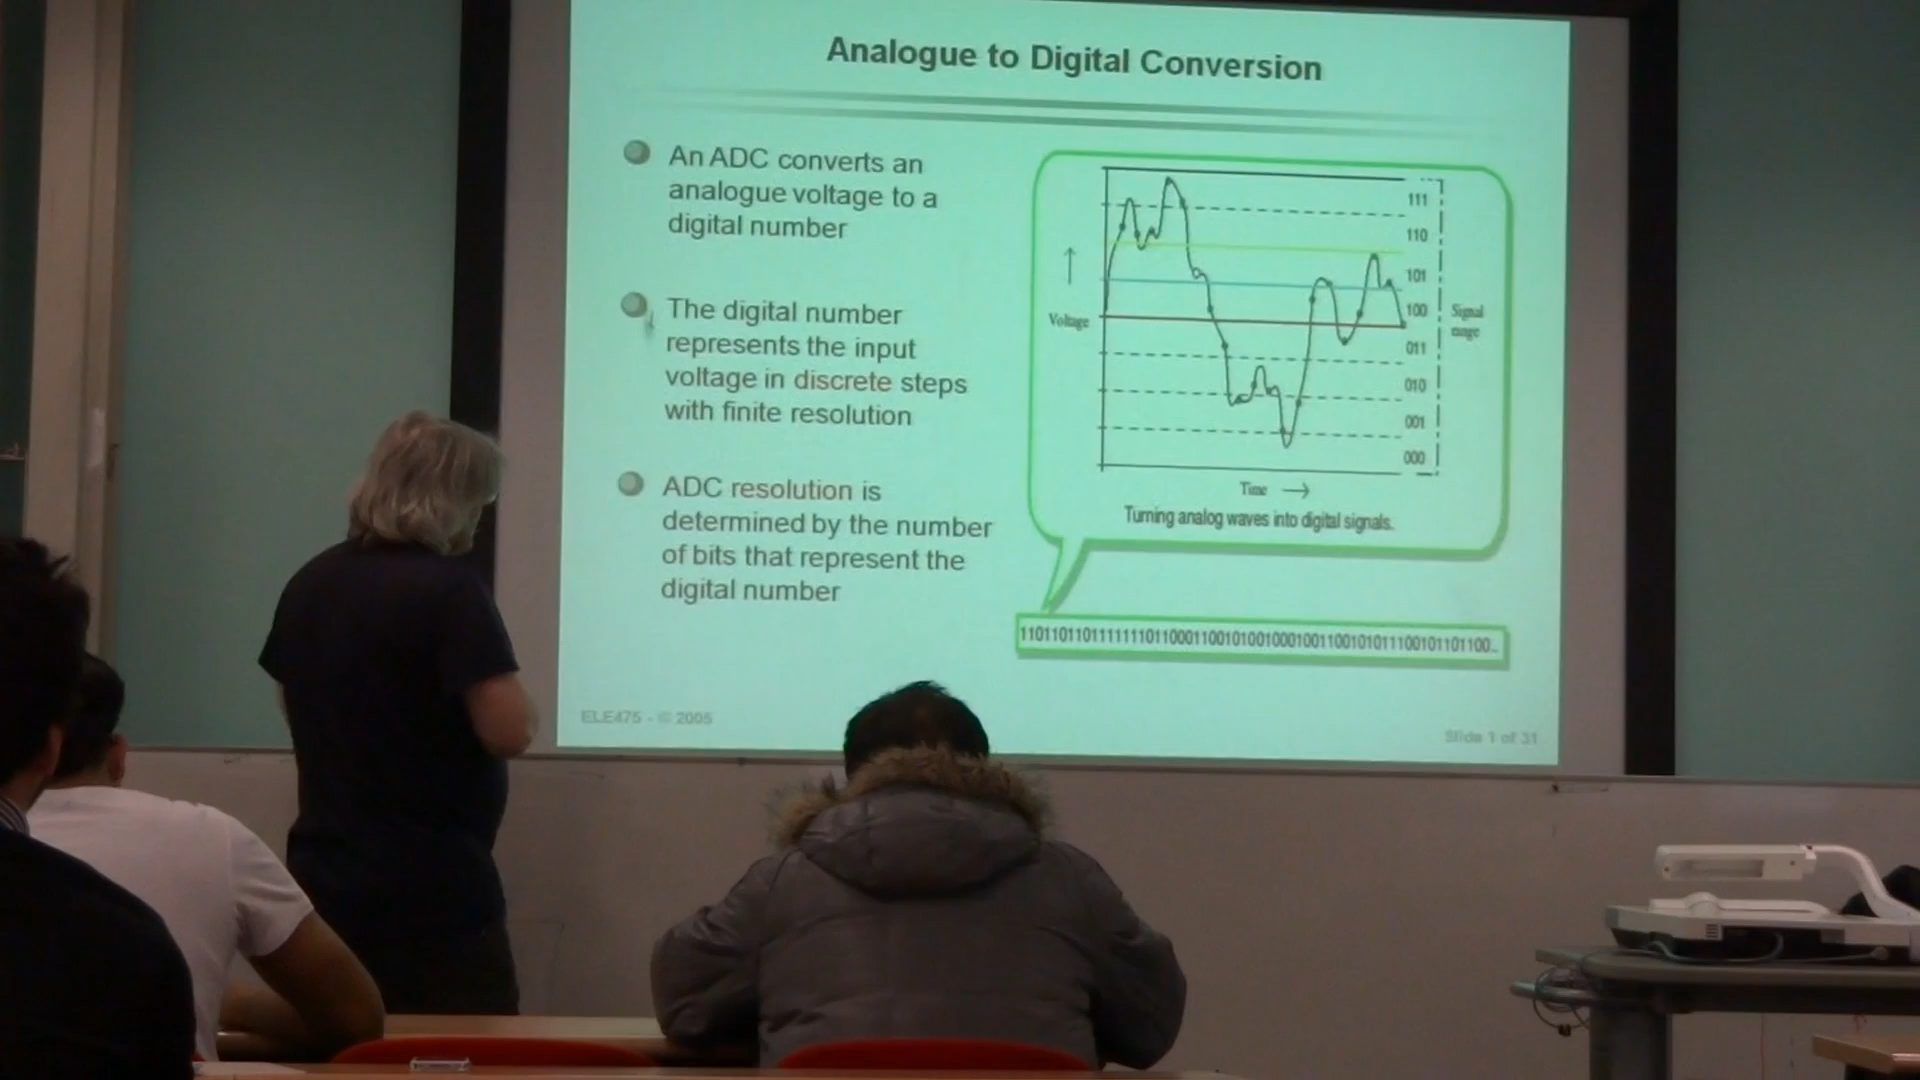 Analogue to Digital Conversion
An ADC converts an
analogue voltage to a
digital number
The digital number
represents the input
voltage in discrete steps
with finite resolution
ADC resolution is
determined by the number
of bits that represent the
digital number
111
110
101
100
011
010
001
000
Voltage
Signal
range
Time
Turning analog waves into digital signals.
ELE475 - © 2005
Slide 1 of 31